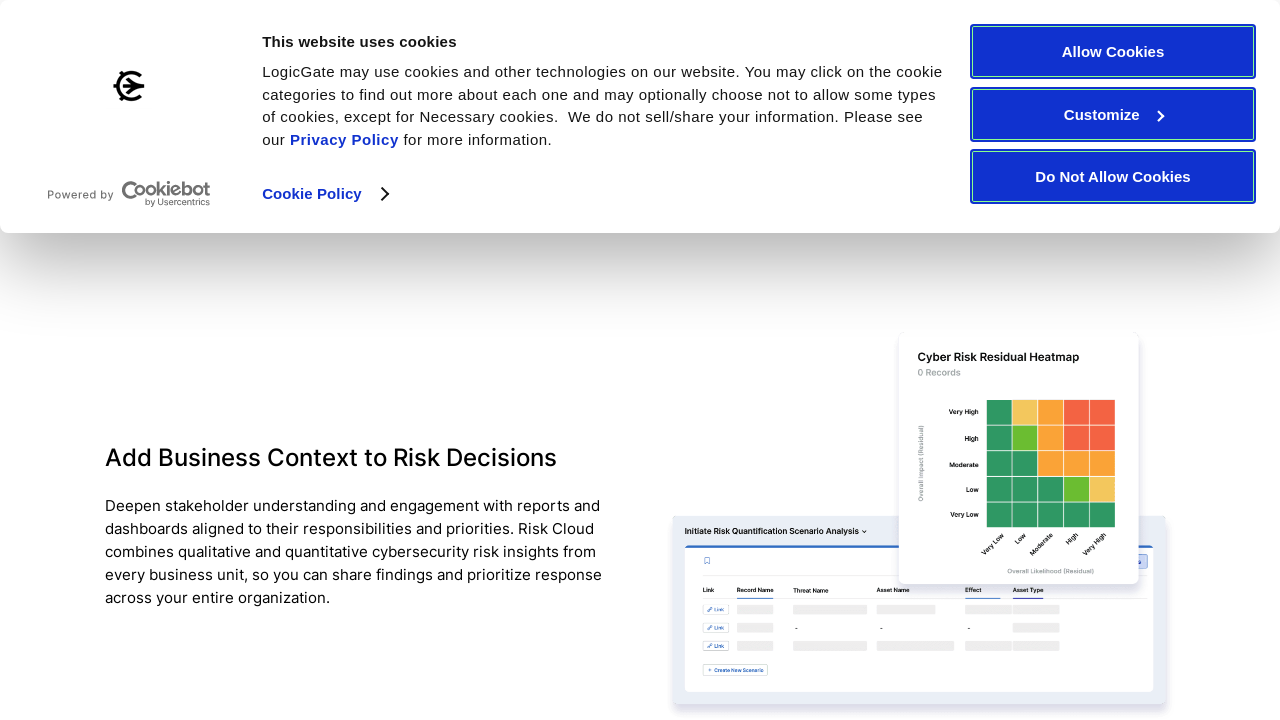 This website uses cookies
LogicGate may use cookies and other technologies on our website. You may click on the cookie
categories to find out more about each one and may optionally choose not to allow some types
of cookies, except for Necessary cookies.  We do not sell/share your information. Please see
our Privacy Policy for more information.
Powered by Cookiebot
by Usercentrics
Cookie Policy
Allow Cookies
Customize
Do Not Allow Cookies
Add Business Context to Risk Decisions
Deepen stakeholder understanding and engagement with reports and
dashboards aligned to their responsibilities and priorities. Risk Cloud
combines qualitative and quantitative cybersecurity risk insights from
every business unit, so you can share findings and prioritize response
across your entire organization.
Cyber Risk Residual Heatmap
0 Records
Overall Impact (Residual)
Very High
High
Moderate
Low
Very Low
Very Low Low Moderate High Very High
Overall Likelihood (Residual)
Initiate Risk Quantification Scenario Analysis
Link Record Name Threat Name Asset Name Effect Asset Type
Link
Link - - -
Link
+ Create New Scenario